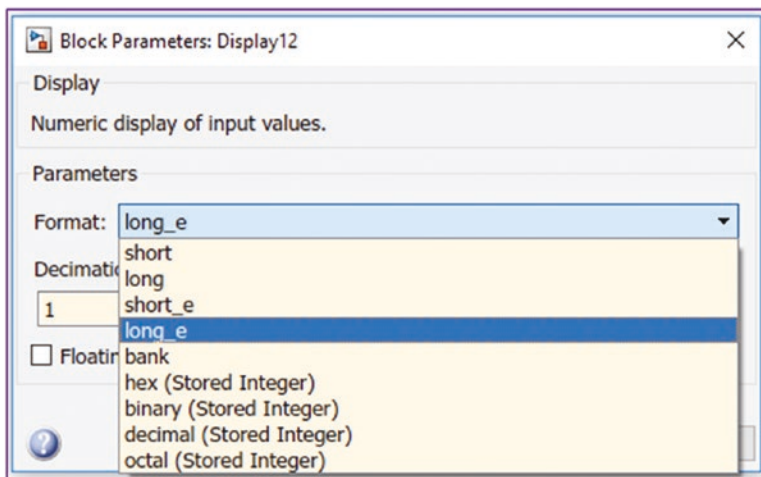 Block Parameters: Display12
Display
Numeric display of input values.
Parameters
Format: long_e
short
long
short_e
long_e
bank
hex (Stored Integer)
binary (Stored Integer)
decimal (Stored Integer)
octal (Stored Integer)
Decimatic
1
Floatin